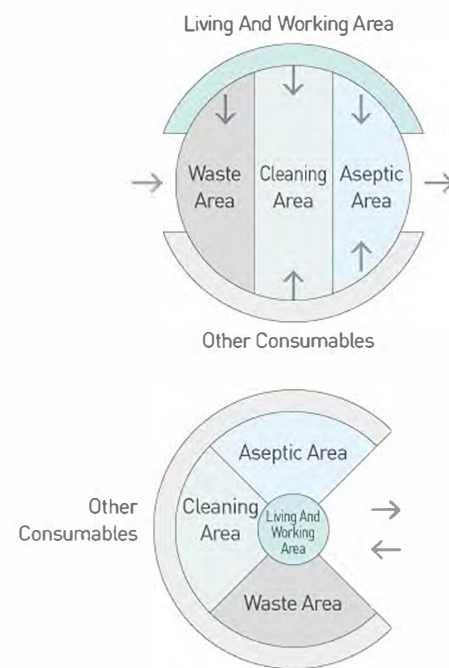 Living And Working Area
Waste
Area
Cleaning
Area
Aseptic
Area
Other Consumables
Aseptic Area
Other
Consumables
Cleaning
Area
Living And
Working
Area
Waste Area